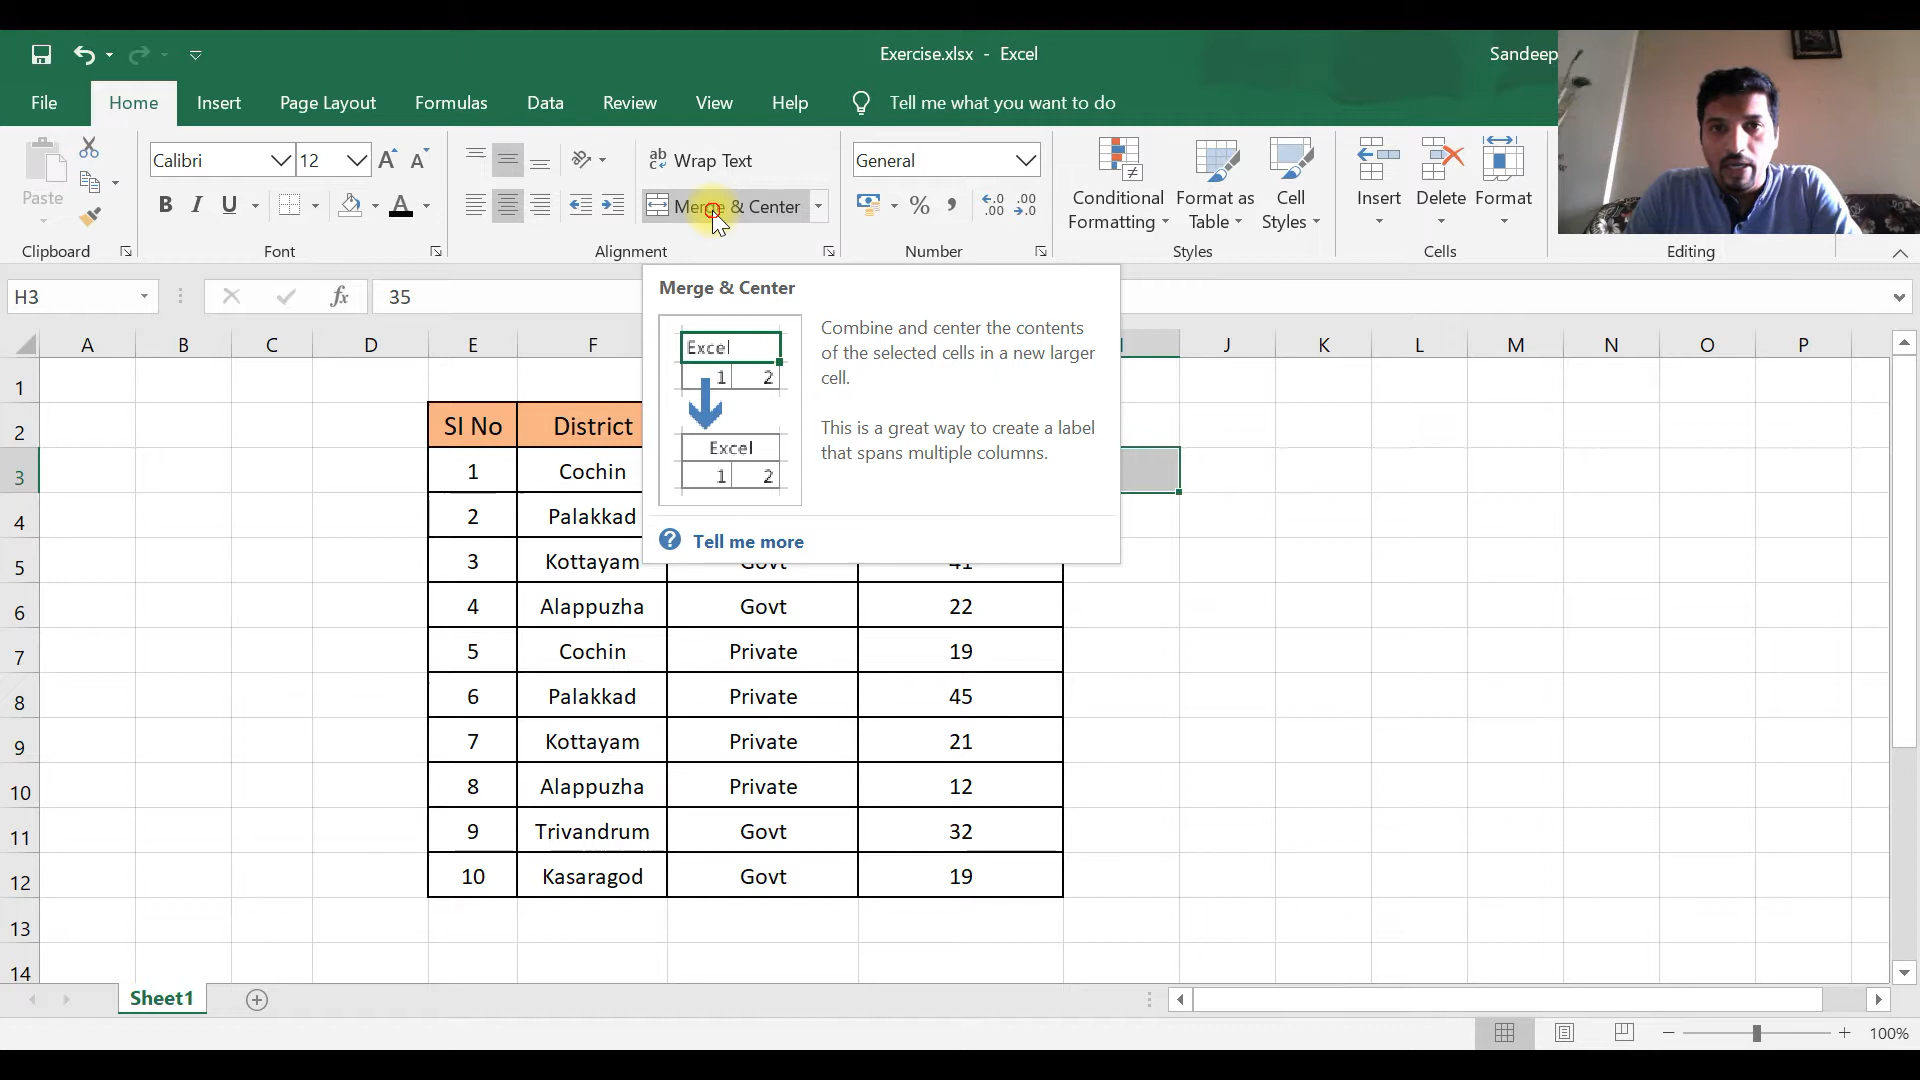 Exercise.xlsx - Excel
Sandeep
File Home Insert Page Layout Formulas Data Review View Help Tell me what you want to do
Paste
Clipboard
Calibri 12
B I U A
Font
ab Wrap Text
Merge & Center
Alignment
General
% ,
Number
Conditional Formatting
Format as Table
Cell Styles
Styles
Insert Delete Format
Cells
Editing
H3 fx 35
Merge & Center
Excel
1 2
Excel
1 2
Combine and center the contents
of the selected cells in a new larger
cell.
This is a great way to create a label
that spans multiple columns.
? Tell me more
A B C D E F J K L M N O P
1
2 SI No District
3 1 Cochin
4 2 Palakkad
5 3 Kottayam Govt 41
6 4 Alappuzha Govt 22
7 5 Cochin Private 19
8 6 Palakkad Private 45
9 7 Kottayam Private 21
10 8 Alappuzha Private 12
11 9 Trivandrum Govt 32
12 10 Kasaragod Govt 19
13
14
Sheet1
100%